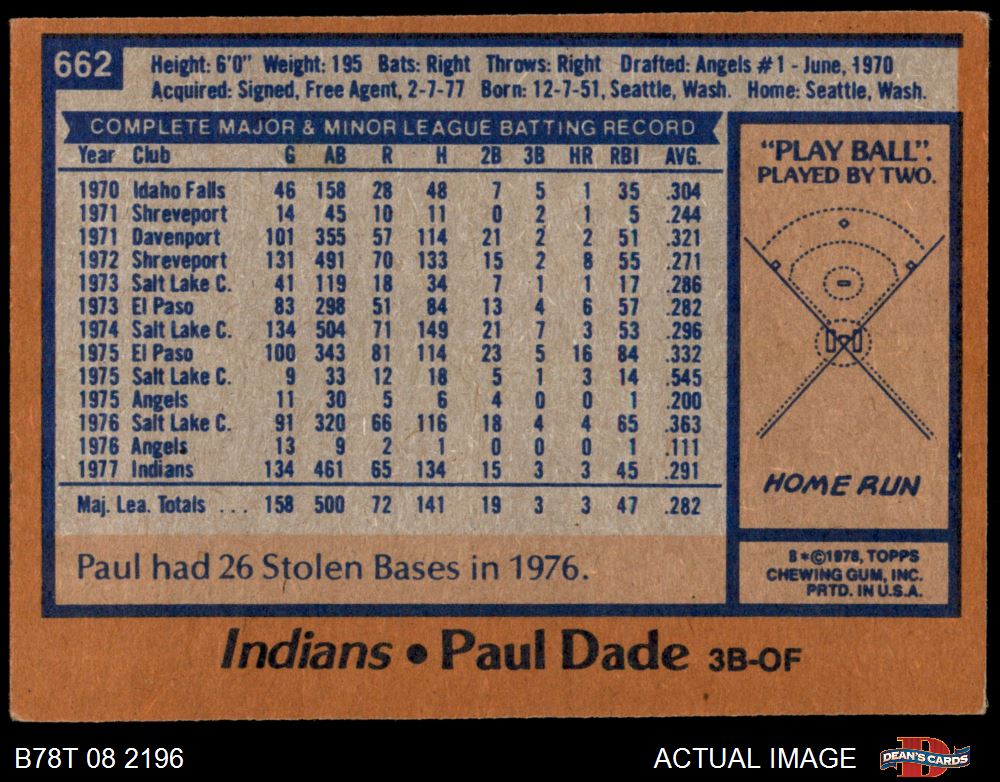 662
Height: 6'0" Weight: 195 Bats: Right Throws: Right Drafted: Angels #1 - June, 1970
Acquired: Signed, Free Agent, 2-7-77 Born: 12-7-51, Seattle, Wash. Home: Seattle, Wash.
COMPLETE MAJOR & MINOR LEAGUE BATTING RECORD
Year Club G AB R H 2B 3B HR RBI AVG.
1970 Idaho Falls 46 158 28 48 7 5 1 35 .304
1971 Shreveport 14 45 10 11 0 2 1 5 .244
1971 Davenport 101 355 57 114 21 2 2 51 .321
1972 Shreveport 131 491 70 133 15 2 8 55 .271
1973 Salt Lake C. 41 119 18 34 7 1 1 17 .286
1973 El Paso 83 298 51 84 13 4 6 57 .282
1974 Salt Lake C. 134 504 71 149 21 7 3 53 .296
1975 El Paso 100 343 81 114 23 5 16 84 .332
1975 Salt Lake C. 9 33 12 18 5 1 3 14 .545
1975 Angels 11 30 5 6 4 0 0 1 .200
1976 Salt Lake C. 91 320 66 116 18 4 4 65 .363
1976 Angels 13 9 2 1 0 0 0 1 .111
1977 Indians 134 461 65 134 15 3 3 45 .291
Maj. Lea. Totals ... 158 500 72 141 19 3 3 47 .282
Paul had 26 Stolen Bases in 1976.
"PLAY BALL".
PLAYED BY TWO.
HOME RUN
B*©1978, TOPPS
CHEWING GUM, INC.
PRTD. IN U.S.A.
Indians • Paul Dade 3B-OF
B78T 08 2196
ACTUAL IMAGE
DEAN'S CARDS